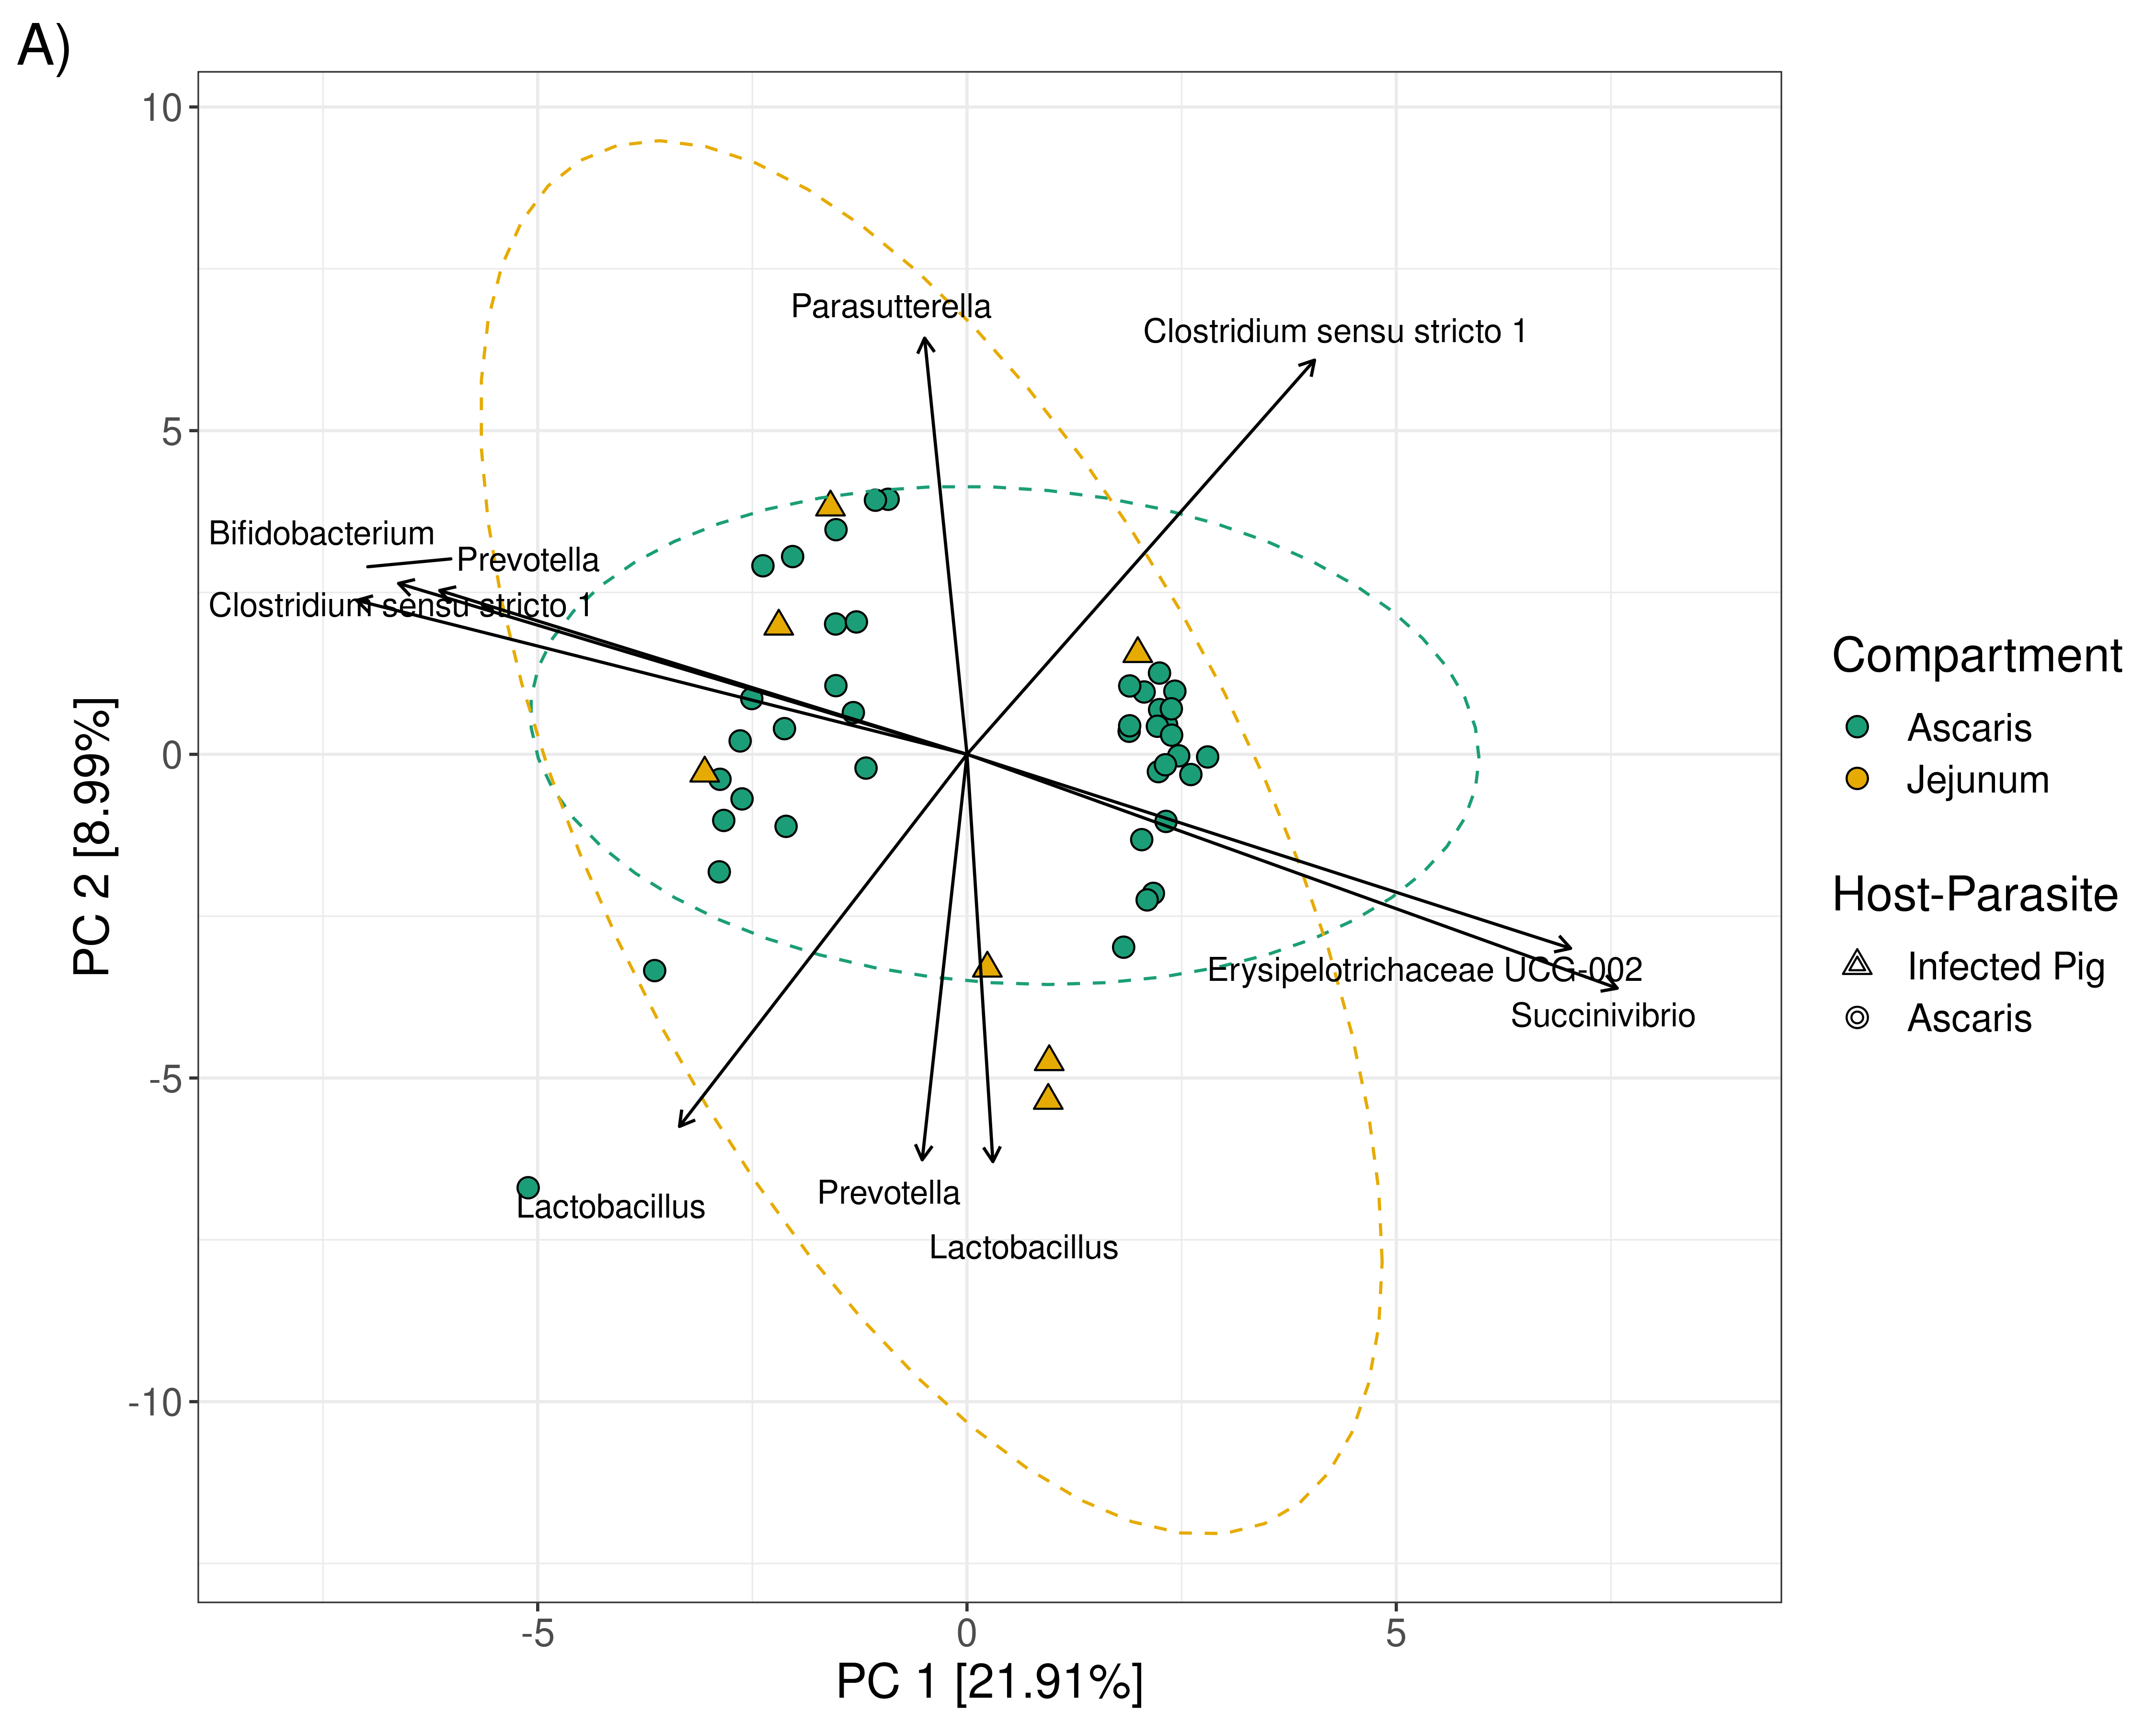 A)
10
5
0
-5
-10
PC 2 [8.99%]
Parasutterella
Clostridium sensu stricto 1
Bifidobacterium
Prevotella
Clostridium sensu stricto 1
Erysipelotrichaceae UCG-002
Succinivibrio
Prevotella
Lactobacillus
Lactobacillus
-5
0
5
PC 1 [21.91%]
Compartment
Ascaris
Jejunum
Host-Parasite
Infected Pig
Ascaris